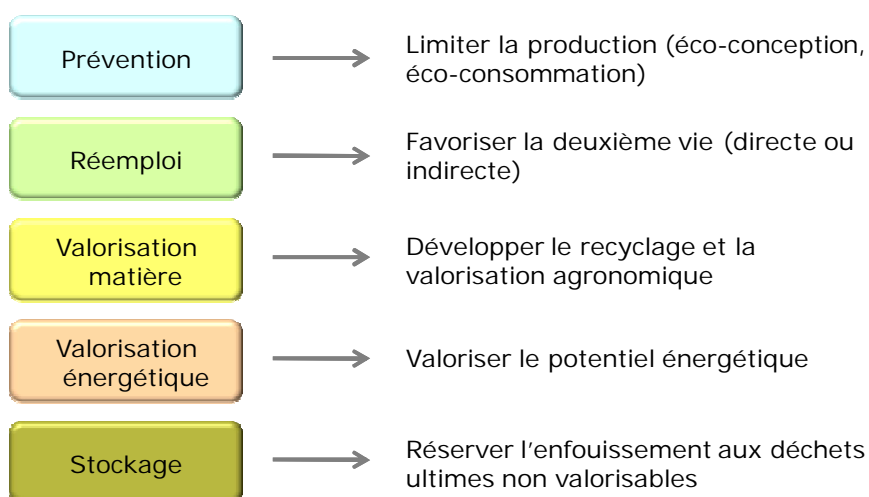 Prévention
Limiter la production (éco-conception,
éco-consommation)
Réemploi
Favoriser la deuxième vie (directe ou
indirecte)
Valorisation
matière
Développer le recyclage et la
valorisation agronomique
Valorisation
énergétique
Valoriser le potentiel énergétique
Stockage
Réserver l'enfouissement aux déchets
ultimes non valorisables